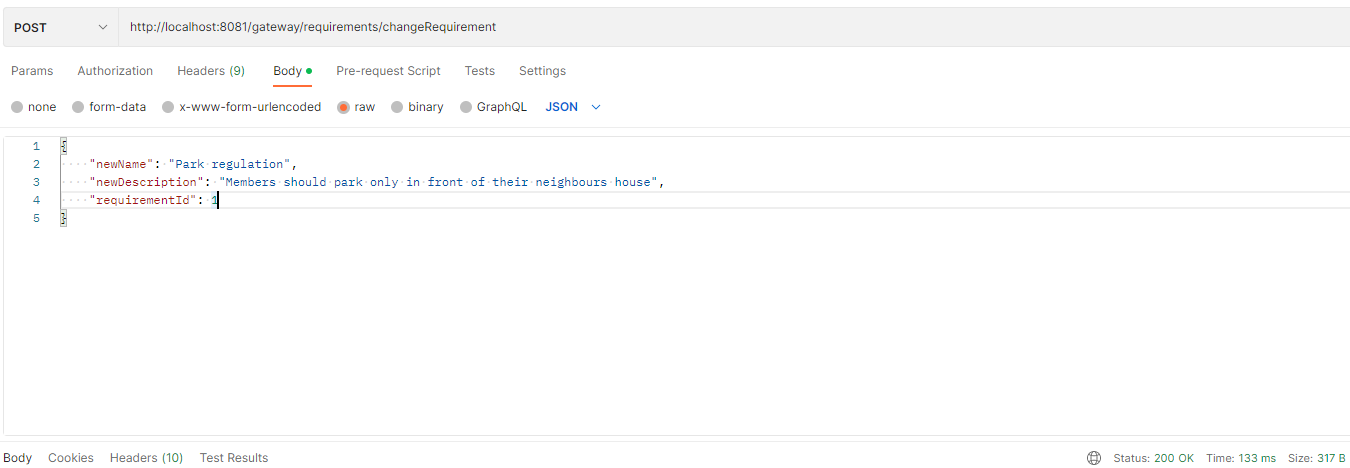 POST http://localhost:8081/gateway/requirements/changeRequirement
Params Authorization Headers (9) Body Pre-request Script Tests Settings
none form-data x-www-form-urlencoded raw binary GraphQL JSON
1 {
2 "newName": "Park regulation",
3 "newDescription": "Members should park only in front of their neighbours house",
4 "requirementId": 1
5 }
Body Cookies Headers (10) Test Results Status: 200 OK Time: 133 ms Size: 317 B